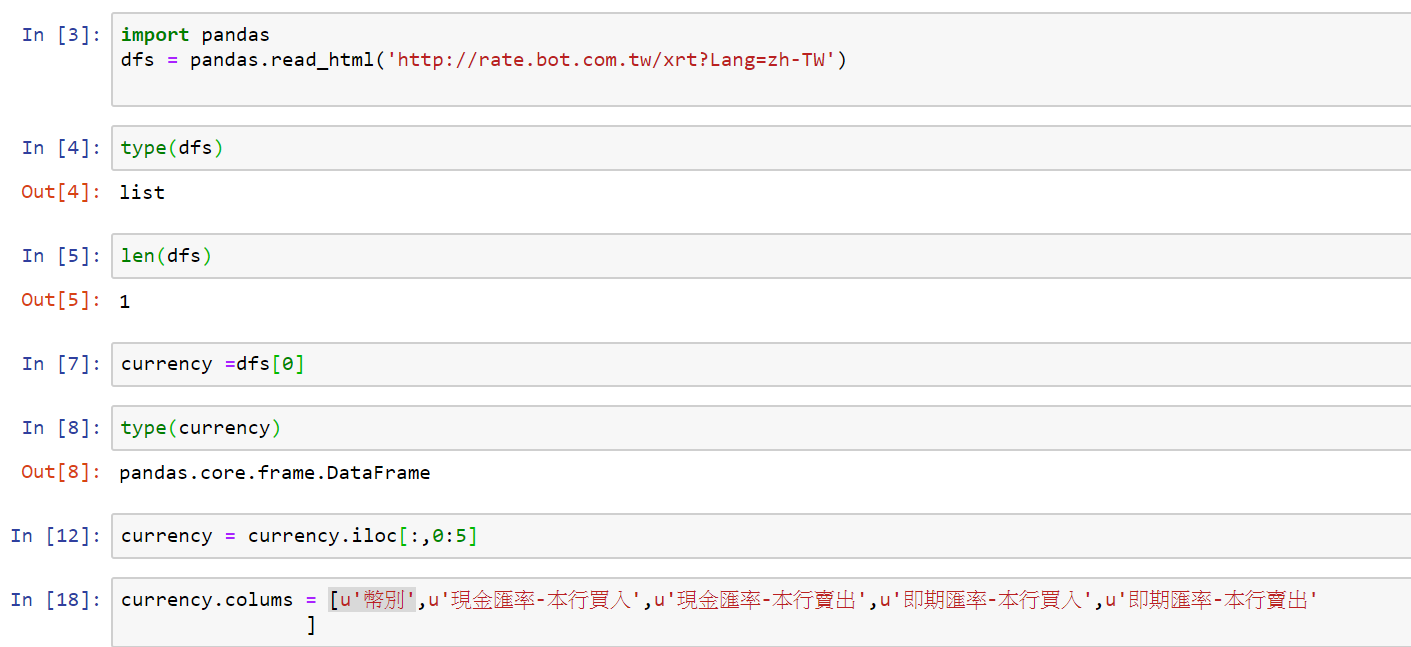 In [3]: import pandas
dfs = pandas.read_html('http://rate.bot.com.tw/xrt?Lang=zh-TW')
In [4]: type(dfs)
Out[4]: list
In [5]: len(dfs)
Out[5]: 1
In [7]: currency =dfs[0]
In [8]: type(currency)
Out[8]: pandas.core.frame.DataFrame
In [12]: currency = currency.iloc[:,0:5]
In [18]: currency.colums = [u'幣別',u'現金匯率-本行買入',u'現金匯率-本行賣出',u'即期匯率-本行買入',u'即期匯率-本行賣出'
]